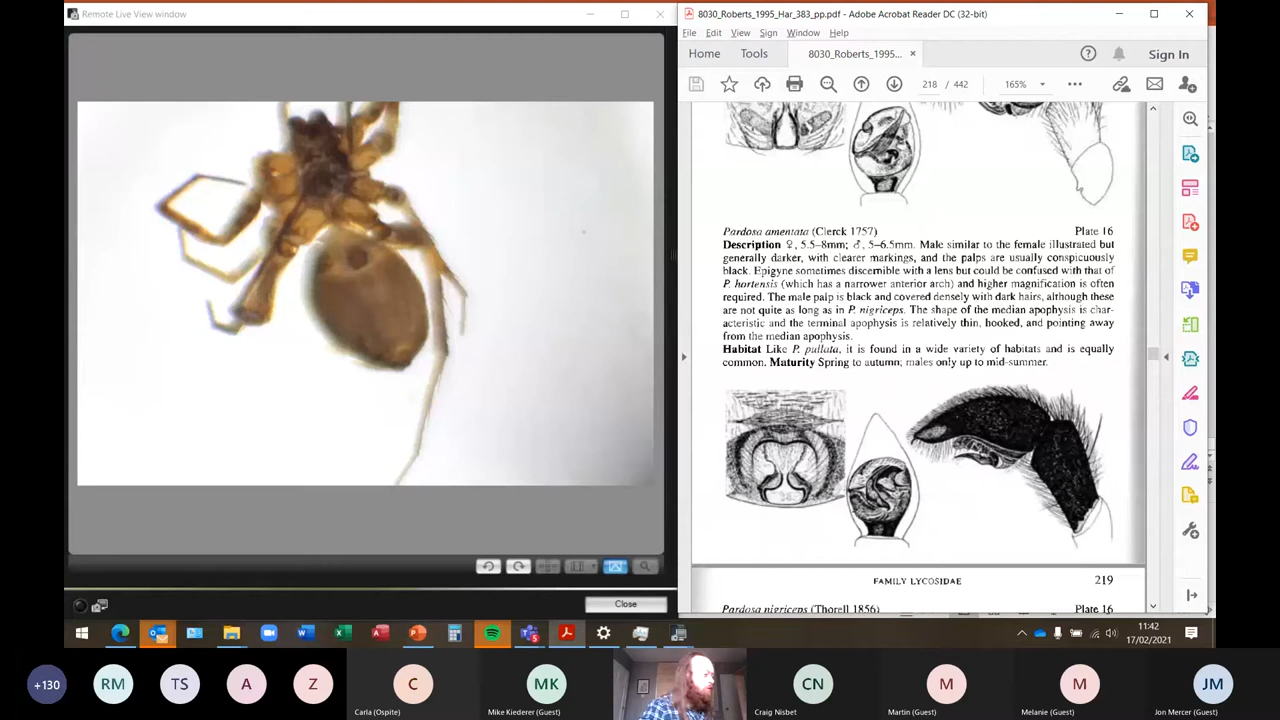 Remote Live View window
8030_Roberts_1995_Har_383_pp.pdf - Adobe Acrobat Reader DC (32-bit)
File Edit View Sign Window Help
Home Tools 8030_Roberts_1995... × Sign In
218 / 442 165%
Pardosa amentata (Clerck 1757) Plate 16
Description ♀, 5.5–8mm; ♂, 5–6.5mm. Male similar to the female illustrated but
generally darker, with clearer markings, and the palps are usually conspicuously
black. Epigyne sometimes discernible with a lens but could be confused with that of
P. hortensis (which has a narrower anterior arch) and higher magnification is often
required. The male palp is black and covered densely with dark hairs, although these
are not quite as long as in P. nigriceps. The shape of the median apophysis is char-
acteristic and the terminal apophysis is relatively thin, hooked, and pointing away
from the median apophysis.
Habitat Like P. pullata, it is found in a wide variety of habitats and is equally
common. Maturity Spring to autumn; males only up to mid-summer.
FAMILY LYCOSIDAE 219
Pardosa nigriceps (Thorell 1856) Plate 16
Close
11:42
17/02/2021
+130 RM TS A Z C MK CN M M JM
Carla (Ospite) Mike Kiederer (Guest) Craig Nisbet Martin (Guest) Melanie (Guest) Jon Mercer (Guest)